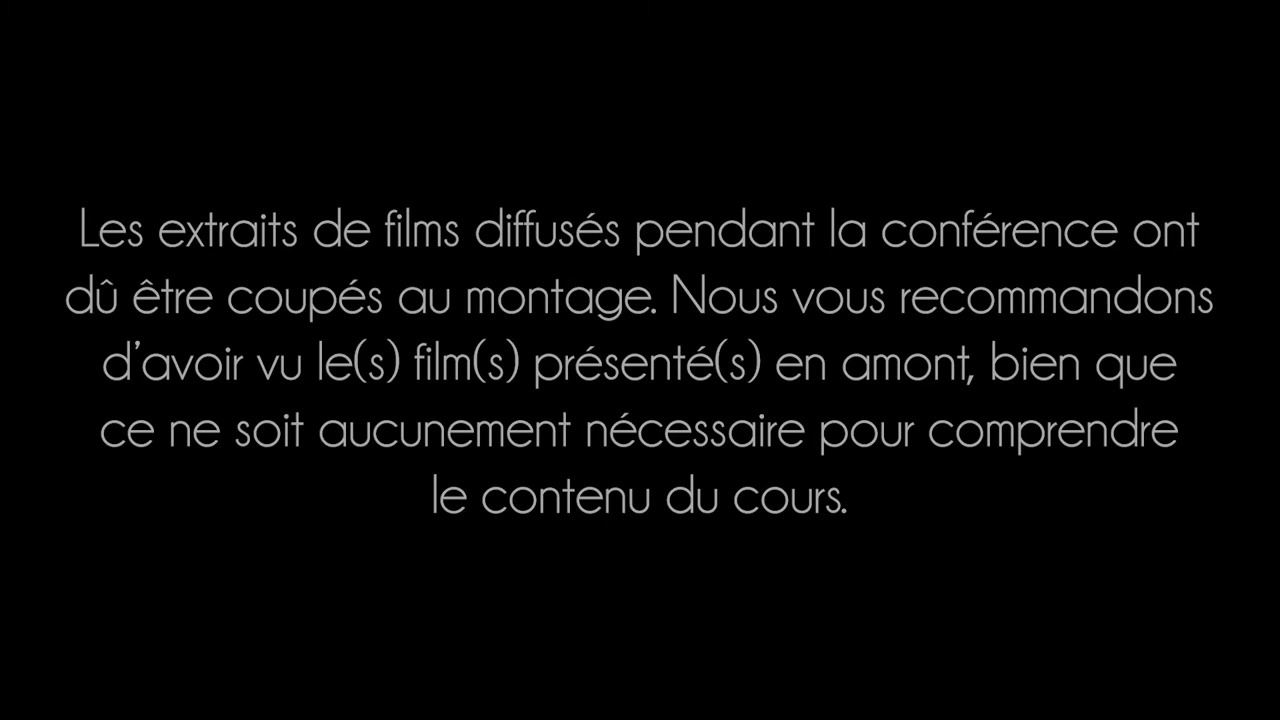 Les extraits de films diffusés pendant la conférence ont
dû être coupés au montage. Nous vous recommandons
d’avoir vu le(s) film(s) présenté(s) en amont, bien que
ce ne soit aucunement nécessaire pour comprendre
le contenu du cours.